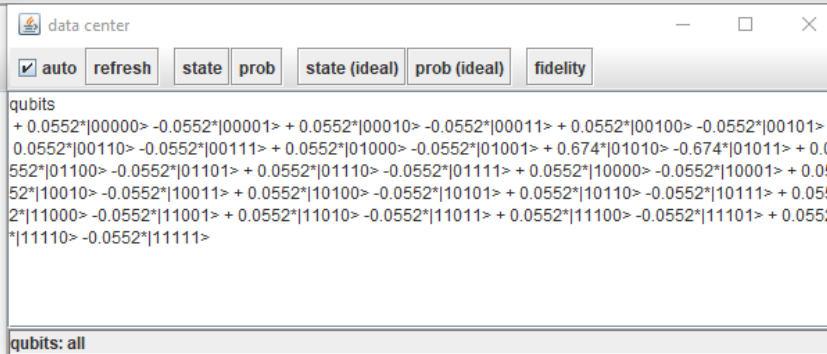 data center
auto refresh state prob state (ideal) prob (ideal) fidelity
qubits
+ 0.0552*|00000> -0.0552*|00001> + 0.0552*|00010> -0.0552*|00011> + 0.0552*|00100> -0.0552*|00101>
0.0552*|00110> -0.0552*|00111> + 0.0552*|01000> -0.0552*|01001> + 0.674*|01010> -0.674*|01011> + 0.0
552*|01100> -0.0552*|01101> + 0.0552*|01110> -0.0552*|01111> + 0.0552*|10000> -0.0552*|10001> + 0.05
52*|10010> -0.0552*|10011> + 0.0552*|10100> -0.0552*|10101> + 0.0552*|10110> -0.0552*|10111> + 0.055
2*|11000> -0.0552*|11001> + 0.0552*|11010> -0.0552*|11011> + 0.0552*|11100> -0.0552*|11101> + 0.0552
*|11110> -0.0552*|11111>
qubits: all